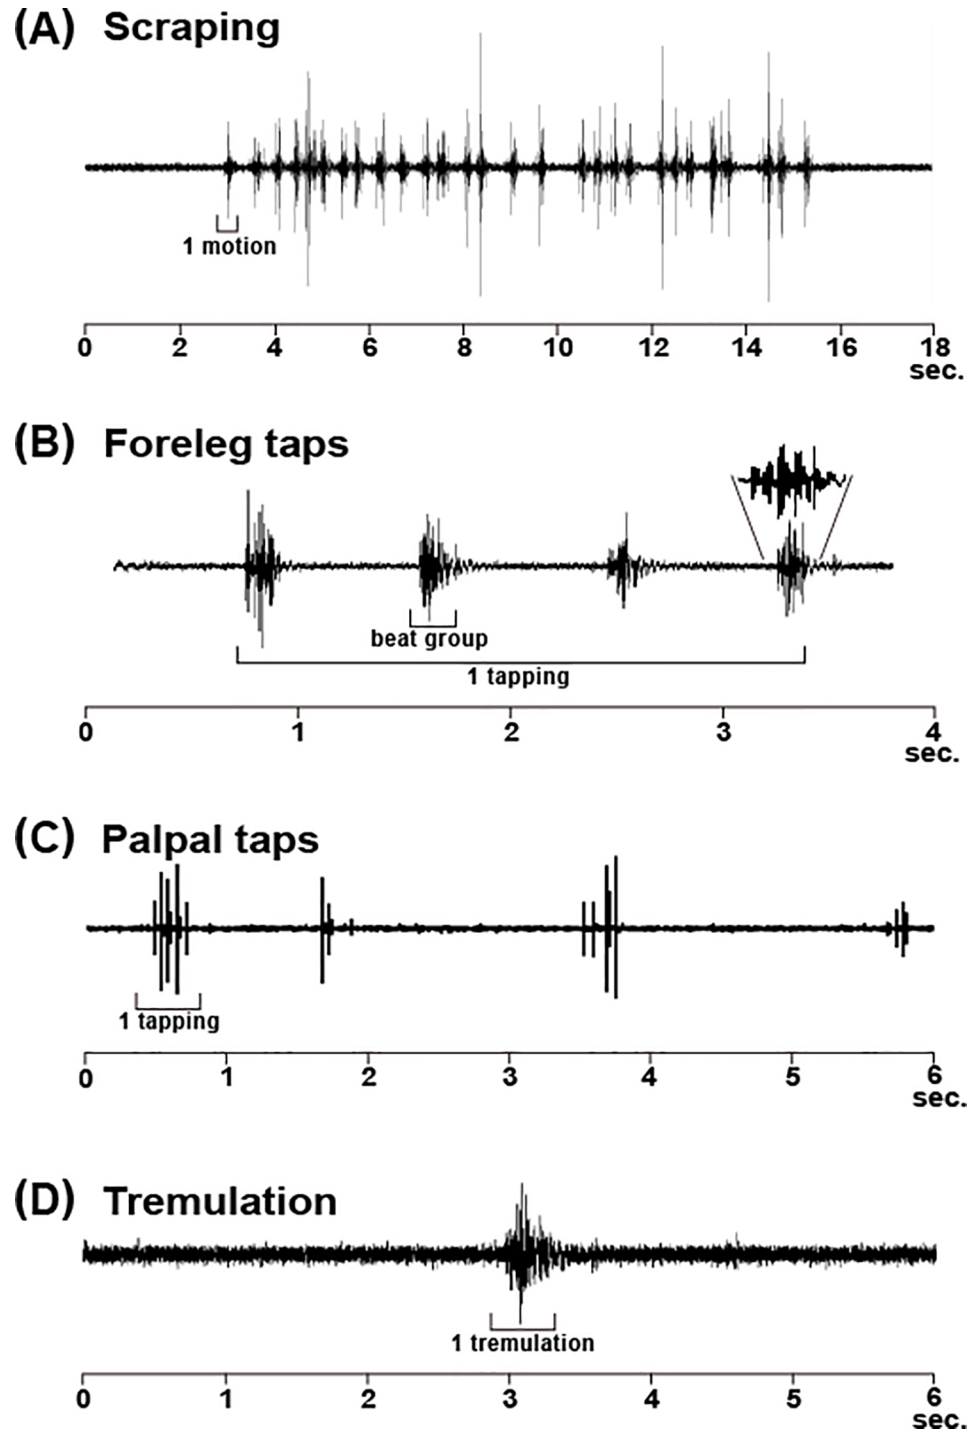 (A) Scraping
1 motion
0 2 4 6 8 10 12 14 16 18
sec.
(B) Foreleg taps
beat group
1 tapping
0 1 2 3 4
sec.
(C) Palpal taps
1 tapping
0 1 2 3 4 5 6
sec.
(D) Tremulation
1 tremulation
0 1 2 3 4 5 6
sec.